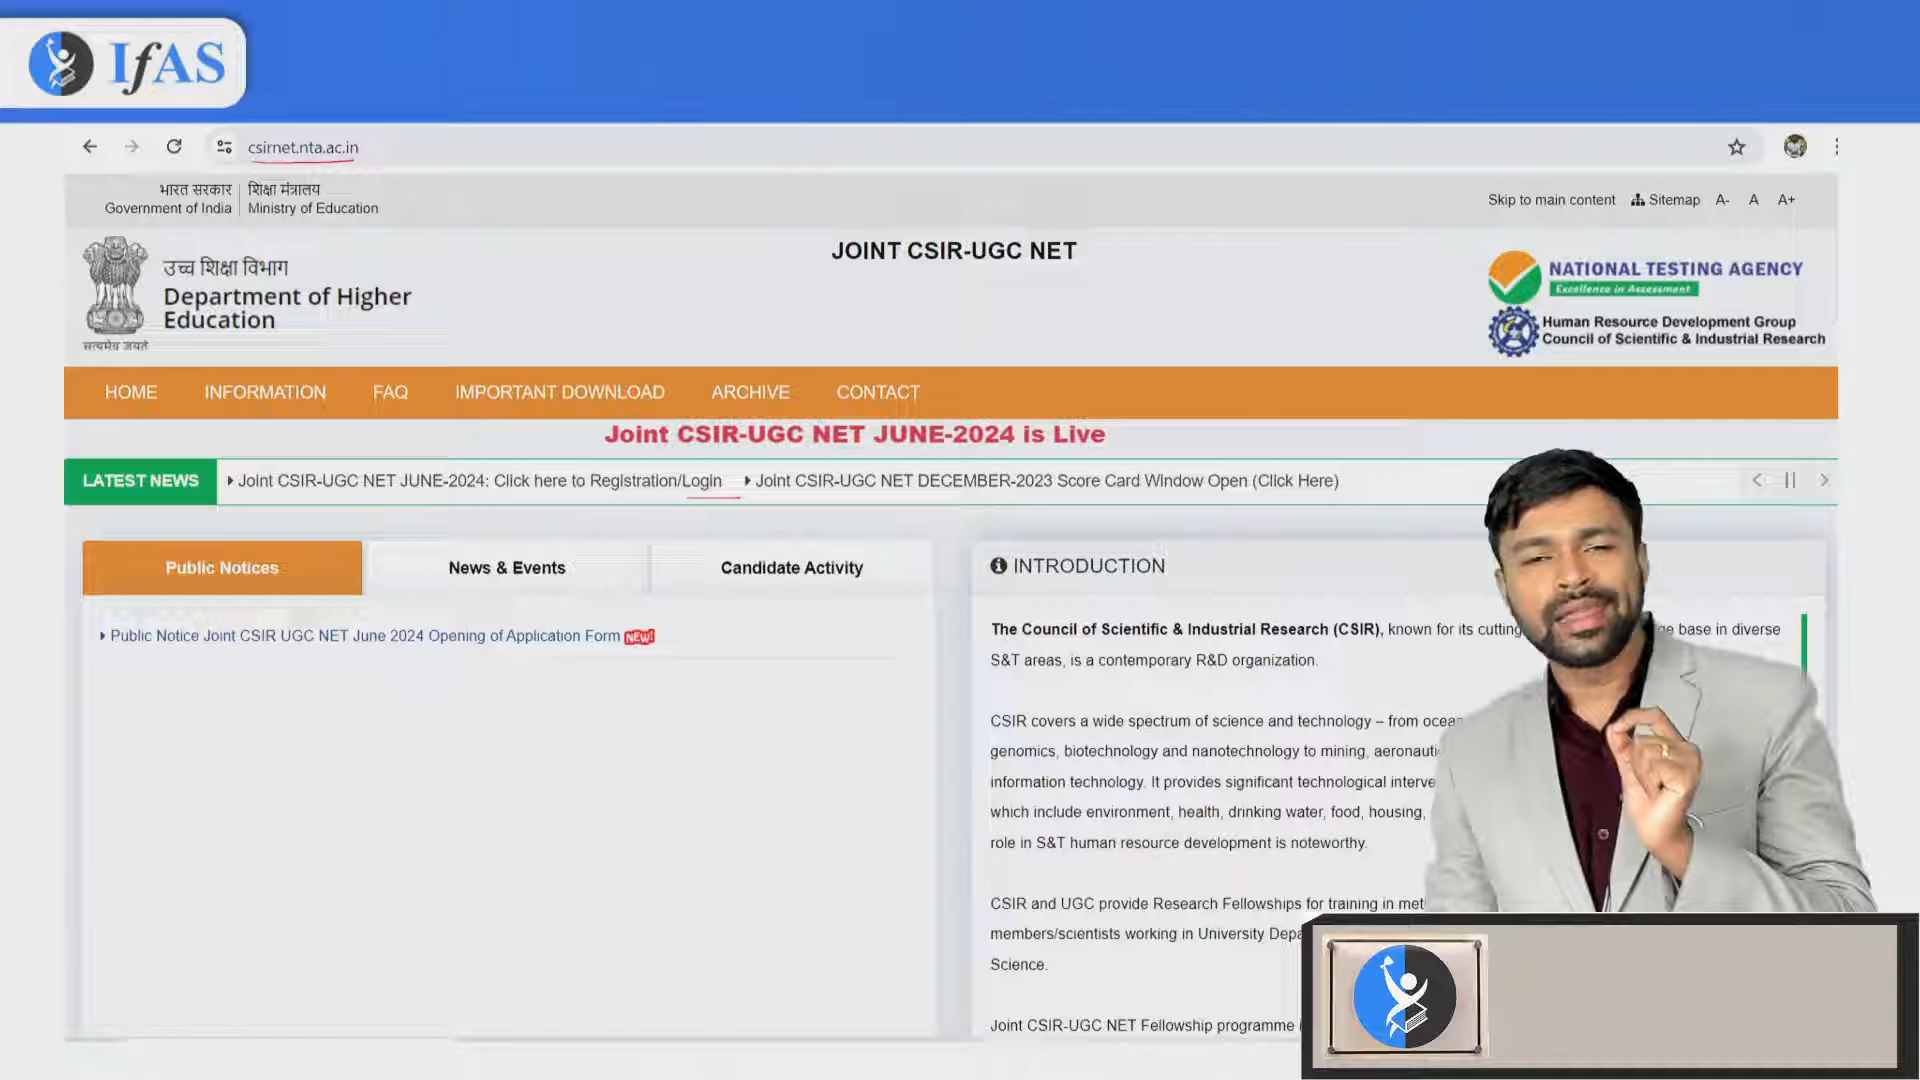 IfAS
csirnet.nta.ac.in
भारत सरकार
Government of India
शिक्षा मंत्रालय
Ministry of Education
Skip to main content Sitemap A- A A+
सत्यमेव जयते
उच्च शिक्षा विभाग
Department of Higher
Education
JOINT CSIR-UGC NET
NATIONAL TESTING AGENCY
Excellence in Assessment
Human Resource Development Group
Council of Scientific & Industrial Research
HOME INFORMATION FAQ IMPORTANT DOWNLOAD ARCHIVE CONTACT
Joint CSIR-UGC NET JUNE-2024 is Live
LATEST NEWS Joint CSIR-UGC NET JUNE-2024: Click here to Registration/Login Joint CSIR-UGC NET DECEMBER-2023 Score Card Window Open (Click Here)
Public Notices News & Events Candidate Activity
Public Notice Joint CSIR UGC NET June 2024 Opening of Application Form NEW!
INTRODUCTION
The Council of Scientific & Industrial Research (CSIR), known for its cutting base in diverse
S&T areas, is a contemporary R&D organization.
CSIR covers a wide spectrum of science and technology – from
genomics, biotechnology and nanotechnology to mining,
information technology. It provides significant technological
which include environment, health, drinking water, food, housing,
role in S&T human resource development is noteworthy.
CSIR and UGC provide Research Fellowships for training in
members/scientists working in University
Science.
Joint CSIR-UGC NET Fellowship programme